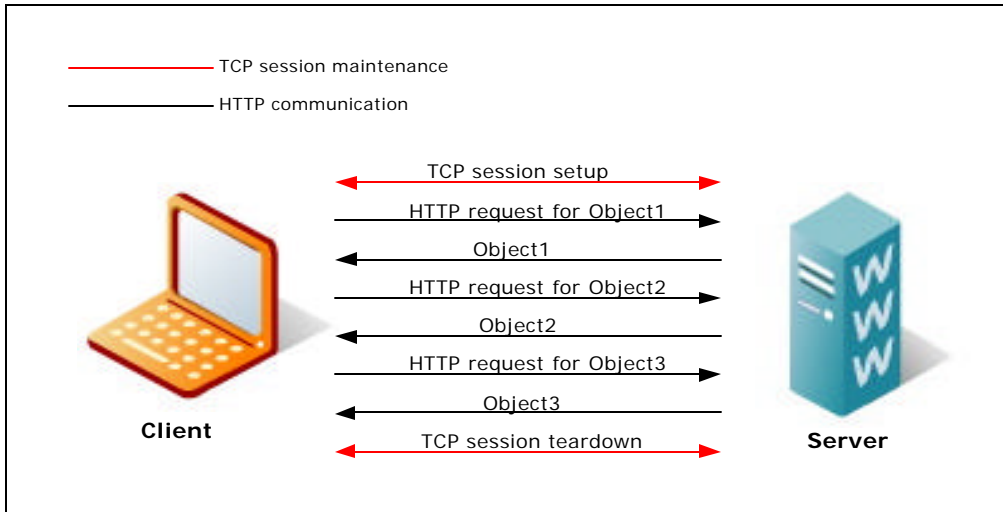 TCP session maintenance
HTTP communication
TCP session setup
HTTP request for Object1
Object1
HTTP request for Object2
Object2
HTTP request for Object3
Object3
TCP session teardown
Client
Server
W
W
W